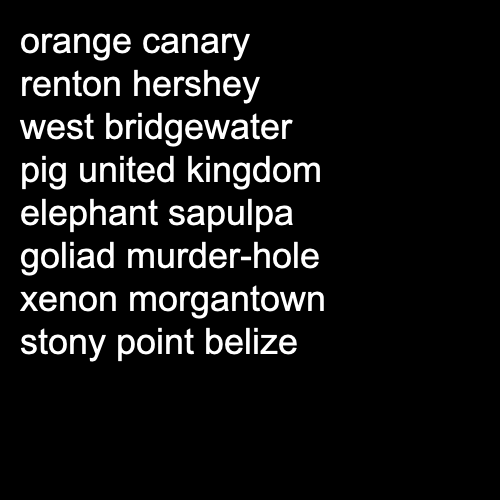 orange canary
renton hershey
west bridgewater
pig united kingdom
elephant sapulpa
goliad murder-hole
xenon morgantown
stony point belize